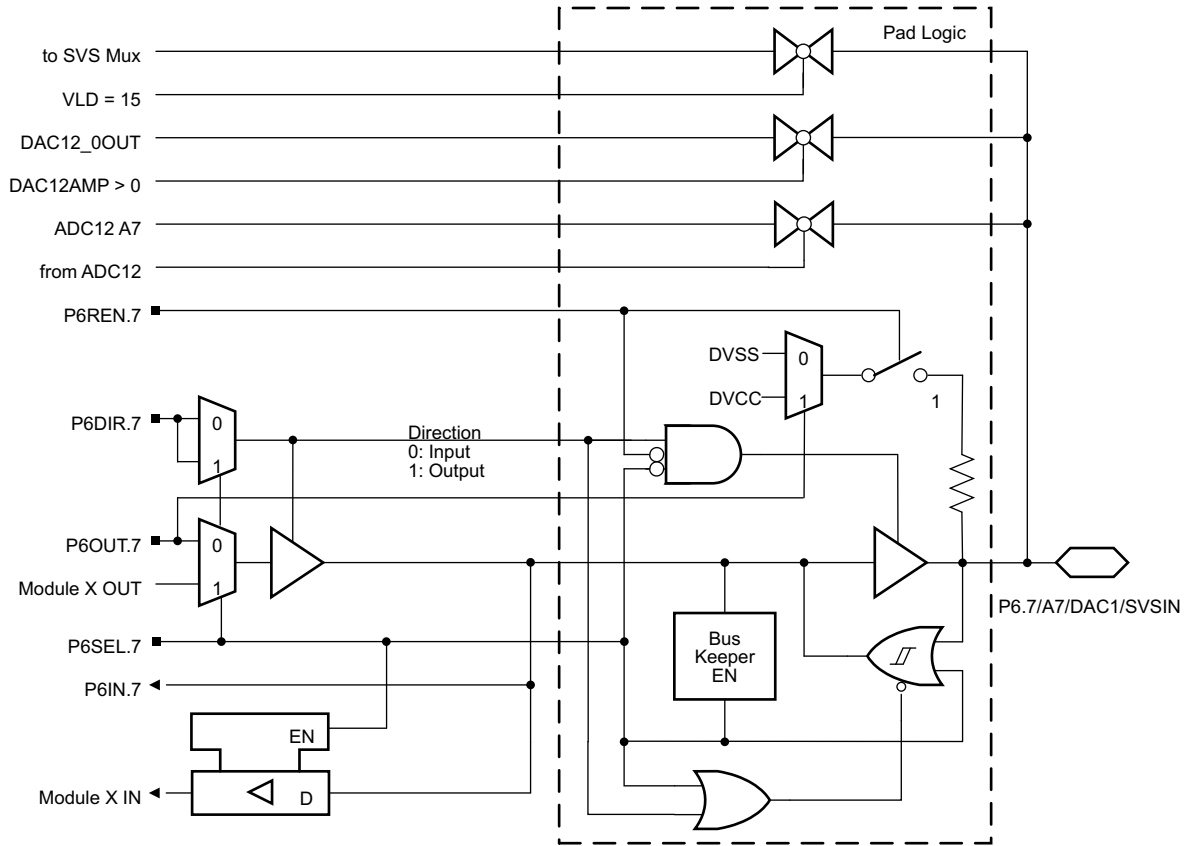 Pad Logic
to SVS Mux
VLD = 15
DAC12_0OUT
DAC12AMP > 0
ADC12 A7
from ADC12
P6REN.7
DVSS
0
DVCC
1
1
P6DIR.7
0
1
Direction
0: Input
1: Output
P6OUT.7
0
Module X OUT
1
P6.7/A7/DAC1/SVSIN
P6SEL.7
Bus
Keeper
EN
P6IN.7
EN
Module X IN
D